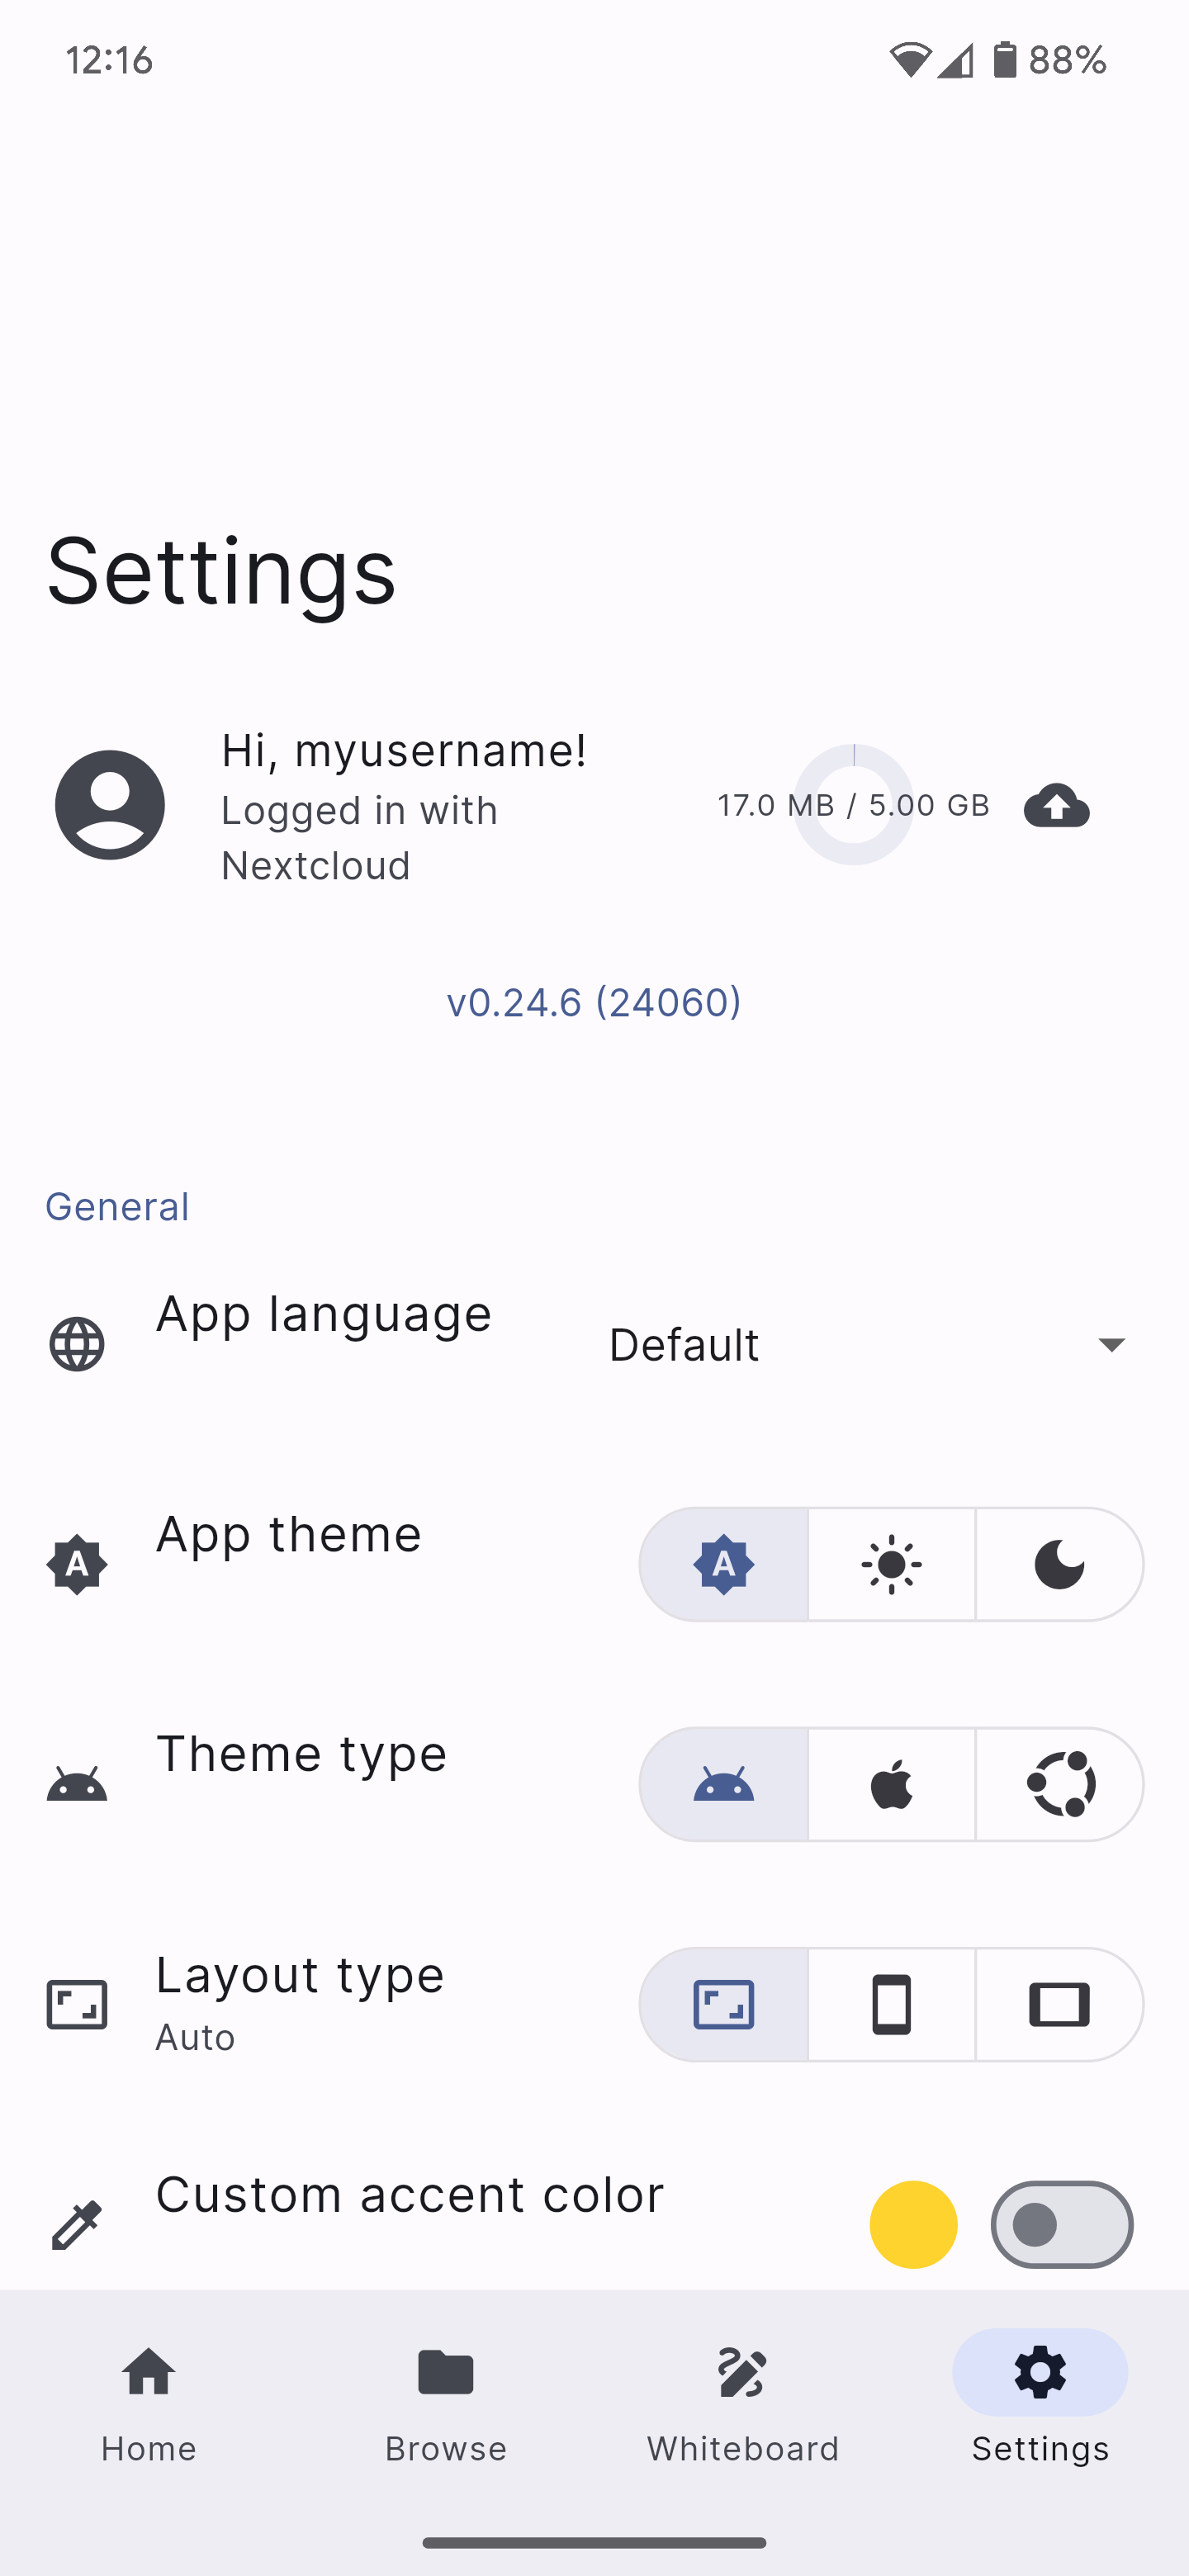 12:16
88%
Settings
Hi, myusername!
Logged in with
Nextcloud
17.0 MB / 5.00 GB
v0.24.6 (24060)
General
App language
Default
App theme
A
A
Theme type
Layout type
Auto
Custom accent color
Home
Browse
Whiteboard
Settings